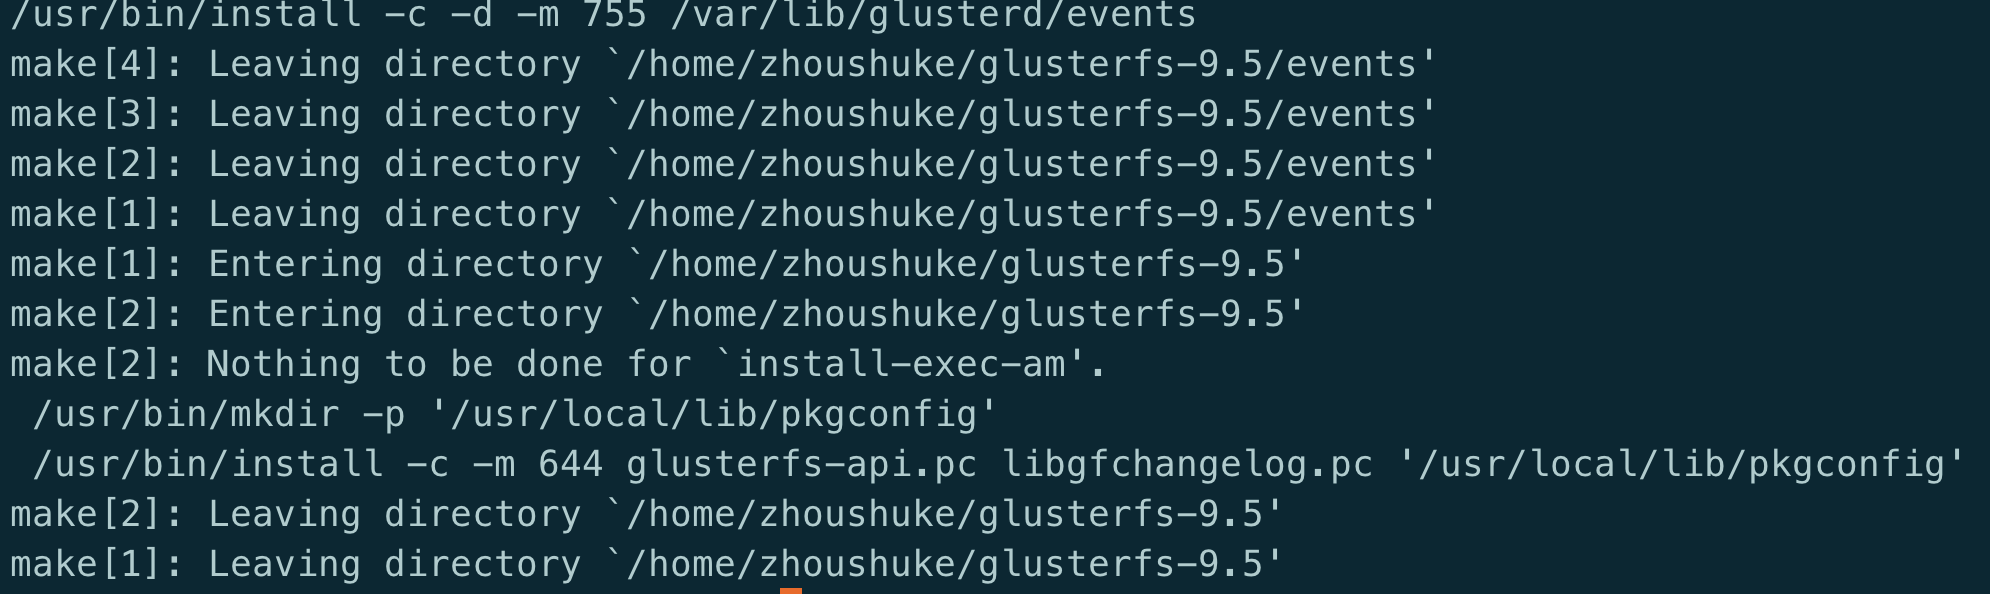 /usr/bin/install -c -d -m 755 /var/lib/glusterd/events
make[4]: Leaving directory `/home/zhoushuke/glusterfs-9.5/events'
make[3]: Leaving directory `/home/zhoushuke/glusterfs-9.5/events'
make[2]: Leaving directory `/home/zhoushuke/glusterfs-9.5/events'
make[1]: Leaving directory `/home/zhoushuke/glusterfs-9.5/events'
make[1]: Entering directory `/home/zhoushuke/glusterfs-9.5'
make[2]: Entering directory `/home/zhoushuke/glusterfs-9.5'
make[2]: Nothing to be done for `install-exec-am'.
 /usr/bin/mkdir -p '/usr/local/lib/pkgconfig'
 /usr/bin/install -c -m 644 glusterfs-api.pc libgfchangelog.pc '/usr/local/lib/pkgconfig'
make[2]: Leaving directory `/home/zhoushuke/glusterfs-9.5'
make[1]: Leaving directory `/home/zhoushuke/glusterfs-9.5'